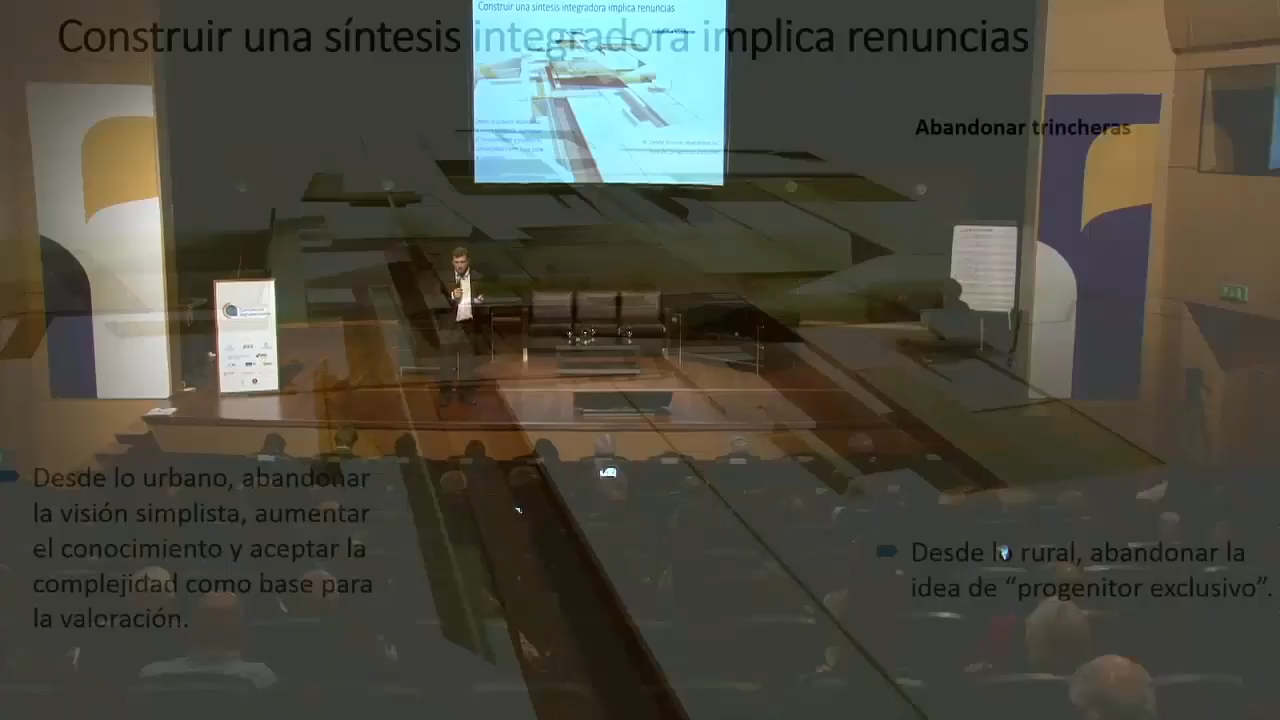 Construir una síntesis integradora implica renuncias
Construir una síntesis integradora implica renuncias
Abandonar trincheras
Desde lo urbano, abandonar
la visión simplista, aumentar
el conocimiento y aceptar la
complejidad como base para
la valoración.
Desde lo rural, abandonar la
idea de “progenitor exclusivo”.